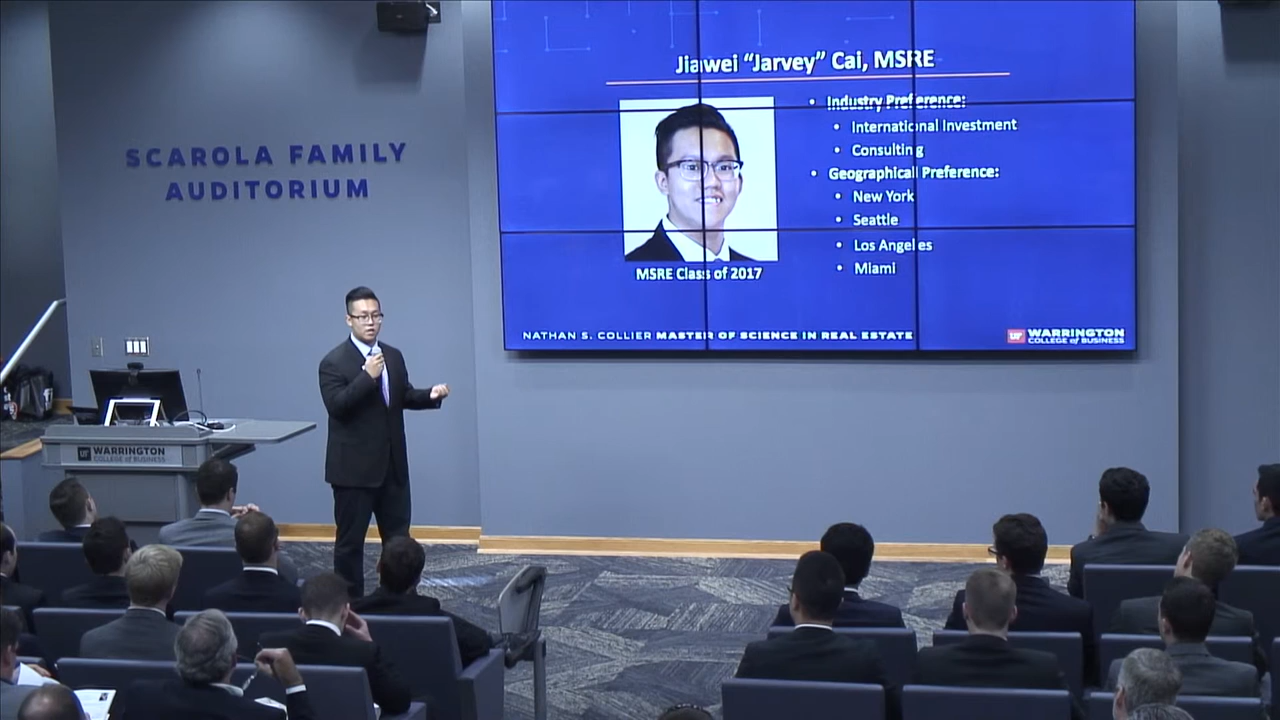 SCAROLA FAMILY
AUDITORIUM
Jiawei “Jarvey” Cai, MSRE
• Industry Preference:
• International Investment
• Consulting
• Geographical Preference:
• New York
• Seattle
• Los Angeles
• Miami
MSRE Class of 2017
NATHAN S. COLLIER MASTER OF SCIENCE IN REAL ESTATE
UF WARRINGTON
COLLEGE of BUSINESS
UF WARRINGTON
COLLEGE of BUSINESS